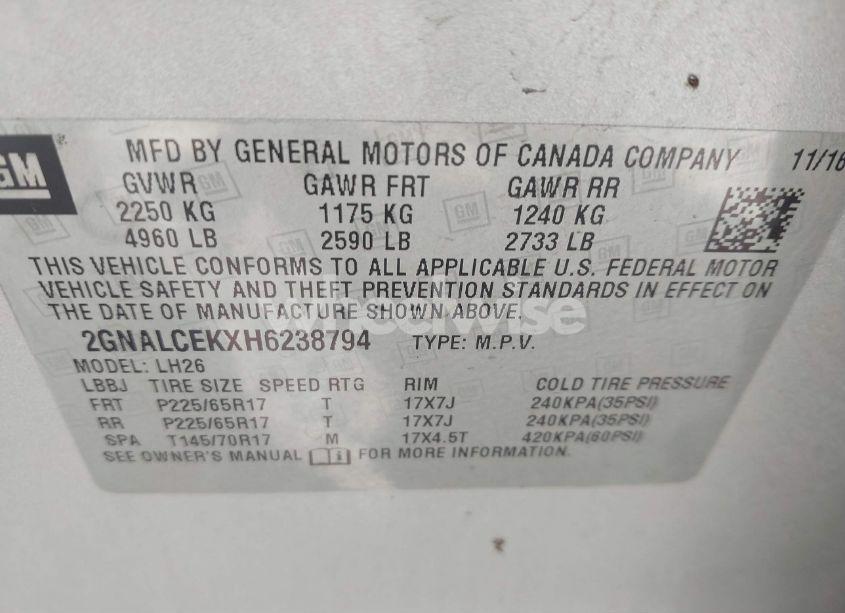 GM
MFD BY GENERAL MOTORS OF CANADA COMPANY 11/16
GVWR GAWR FRT GAWR RR
2250 KG 1175 KG 1240 KG
4960 LB 2590 LB 2733 LB
THIS VEHICLE CONFORMS TO ALL APPLICABLE U.S. FEDERAL MOTOR
VEHICLE SAFETY AND THEFT PREVENTION STANDARDS IN EFFECT ON
THE DATE OF MANUFACTURE SHOWN ABOVE.
2GNALCEKXH6238794 TYPE: M.P.V.
MODEL: LH26
LBBJ TIRE SIZE SPEED RTG RIM COLD TIRE PRESSURE
FRT P225/65R17 T 17X7J 240KPA(35PSI)
RR P225/65R17 T 17X7J 240KPA(35PSI)
SPA T145/70R17 M 17X4.5T 420KPA(60PSI)
SEE OWNER'S MANUAL FOR MORE INFORMATION.